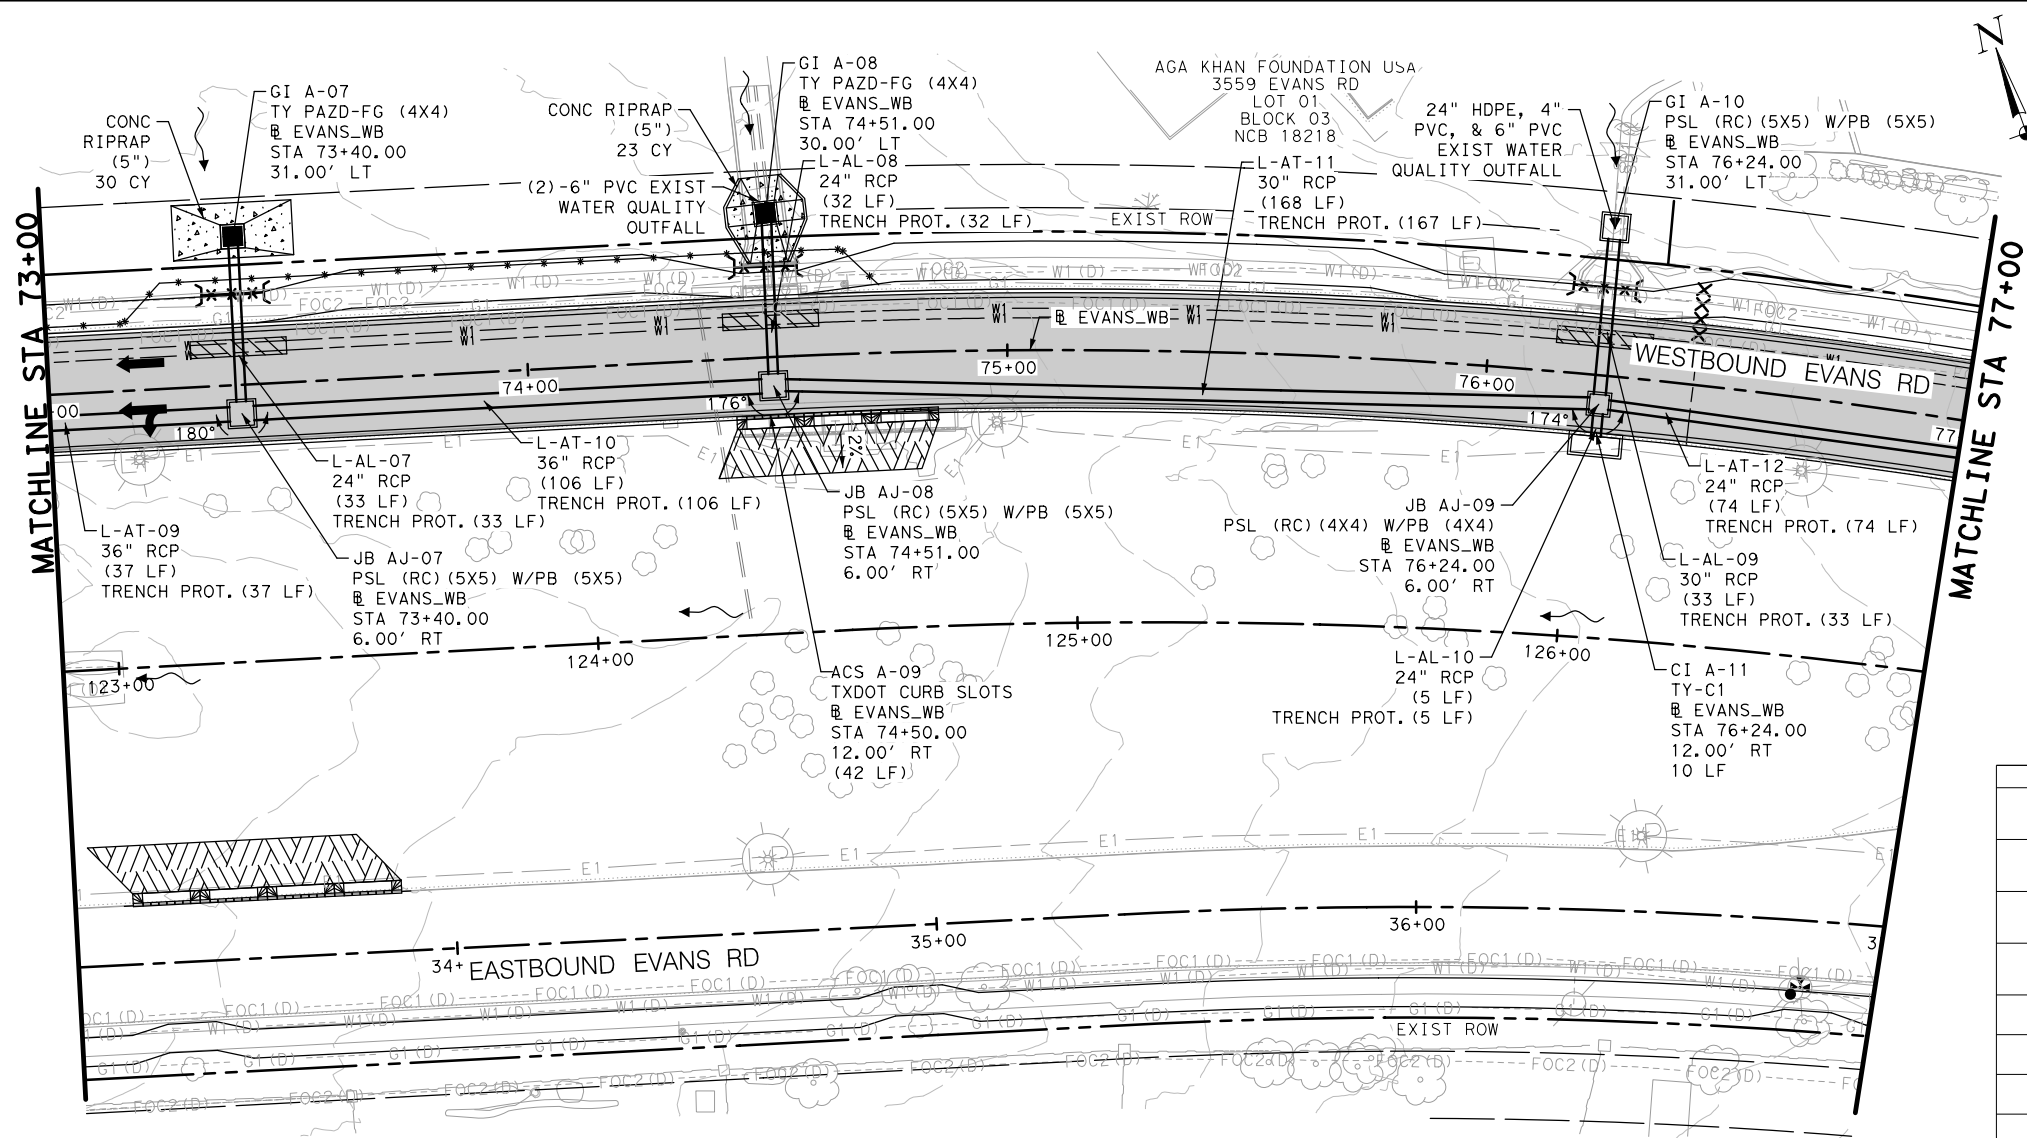 N
CONC
RIPRAP
(5")
30 CY
GI A-07
TY PAZD-FG (4X4)
℄ EVANS_WB
STA 73+40.00
31.00' LT
CONC RIPRAP
(5")
23 CY
(2)-6" PVC EXIST
WATER QUALITY
OUTFALL
GI A-08
TY PAZD-FG (4X4)
℄ EVANS_WB
STA 74+51.00
30.00' LT
L-AL-08
24" RCP
(32 LF)
TRENCH PROT. (32 LF)
AGA KHAN FOUNDATION USA
3559 EVANS RD
LOT 01
BLOCK 03
NCB 18218
L-AT-11
30" RCP
(168 LF)
TRENCH PROT. (167 LF)
24" HDPE, 4"
PVC, & 6" PVC
EXIST WATER
QUALITY OUTFALL
GI A-10
PSL (RC)(5X5) W/PB (5X5)
℄ EVANS_WB
STA 76+24.00
31.00' LT
EXIST ROW
MATCHLINE STA 73+00
MATCHLINE STA 77+00
℄ EVANS_WB
WESTBOUND EVANS RD
00
74+00
75+00
76+00
77
180°
176°
174°
2%
L-AT-09
36" RCP
(37 LF)
TRENCH PROT. (37 LF)
L-AL-07
24" RCP
(33 LF)
TRENCH PROT. (33 LF)
JB AJ-07
PSL (RC)(5X5) W/PB (5X5)
℄ EVANS_WB
STA 73+40.00
6.00' RT
L-AT-10
36" RCP
(106 LF)
TRENCH PROT. (106 LF)
JB AJ-08
PSL (RC)(5X5) W/PB (5X5)
℄ EVANS_WB
STA 74+51.00
6.00' RT
JB AJ-09
PSL (RC)(4X4) W/PB (4X4)
℄ EVANS_WB
STA 76+24.00
6.00' RT
L-AT-12
24" RCP
(74 LF)
TRENCH PROT. (74 LF)
L-AL-09
30" RCP
(33 LF)
TRENCH PROT. (33 LF)
123+00
124+00
125+00
126+00
ACS A-09
TXDOT CURB SLOTS
℄ EVANS_WB
STA 74+50.00
12.00' RT
(42 LF)
L-AL-10
24" RCP
(5 LF)
TRENCH PROT. (5 LF)
CI A-11
TY-C1
℄ EVANS_WB
STA 76+24.00
12.00' RT
10 LF
E1 E1 E1 E1
34+
35+00
36+00
3
EASTBOUND EVANS RD
EXIST ROW